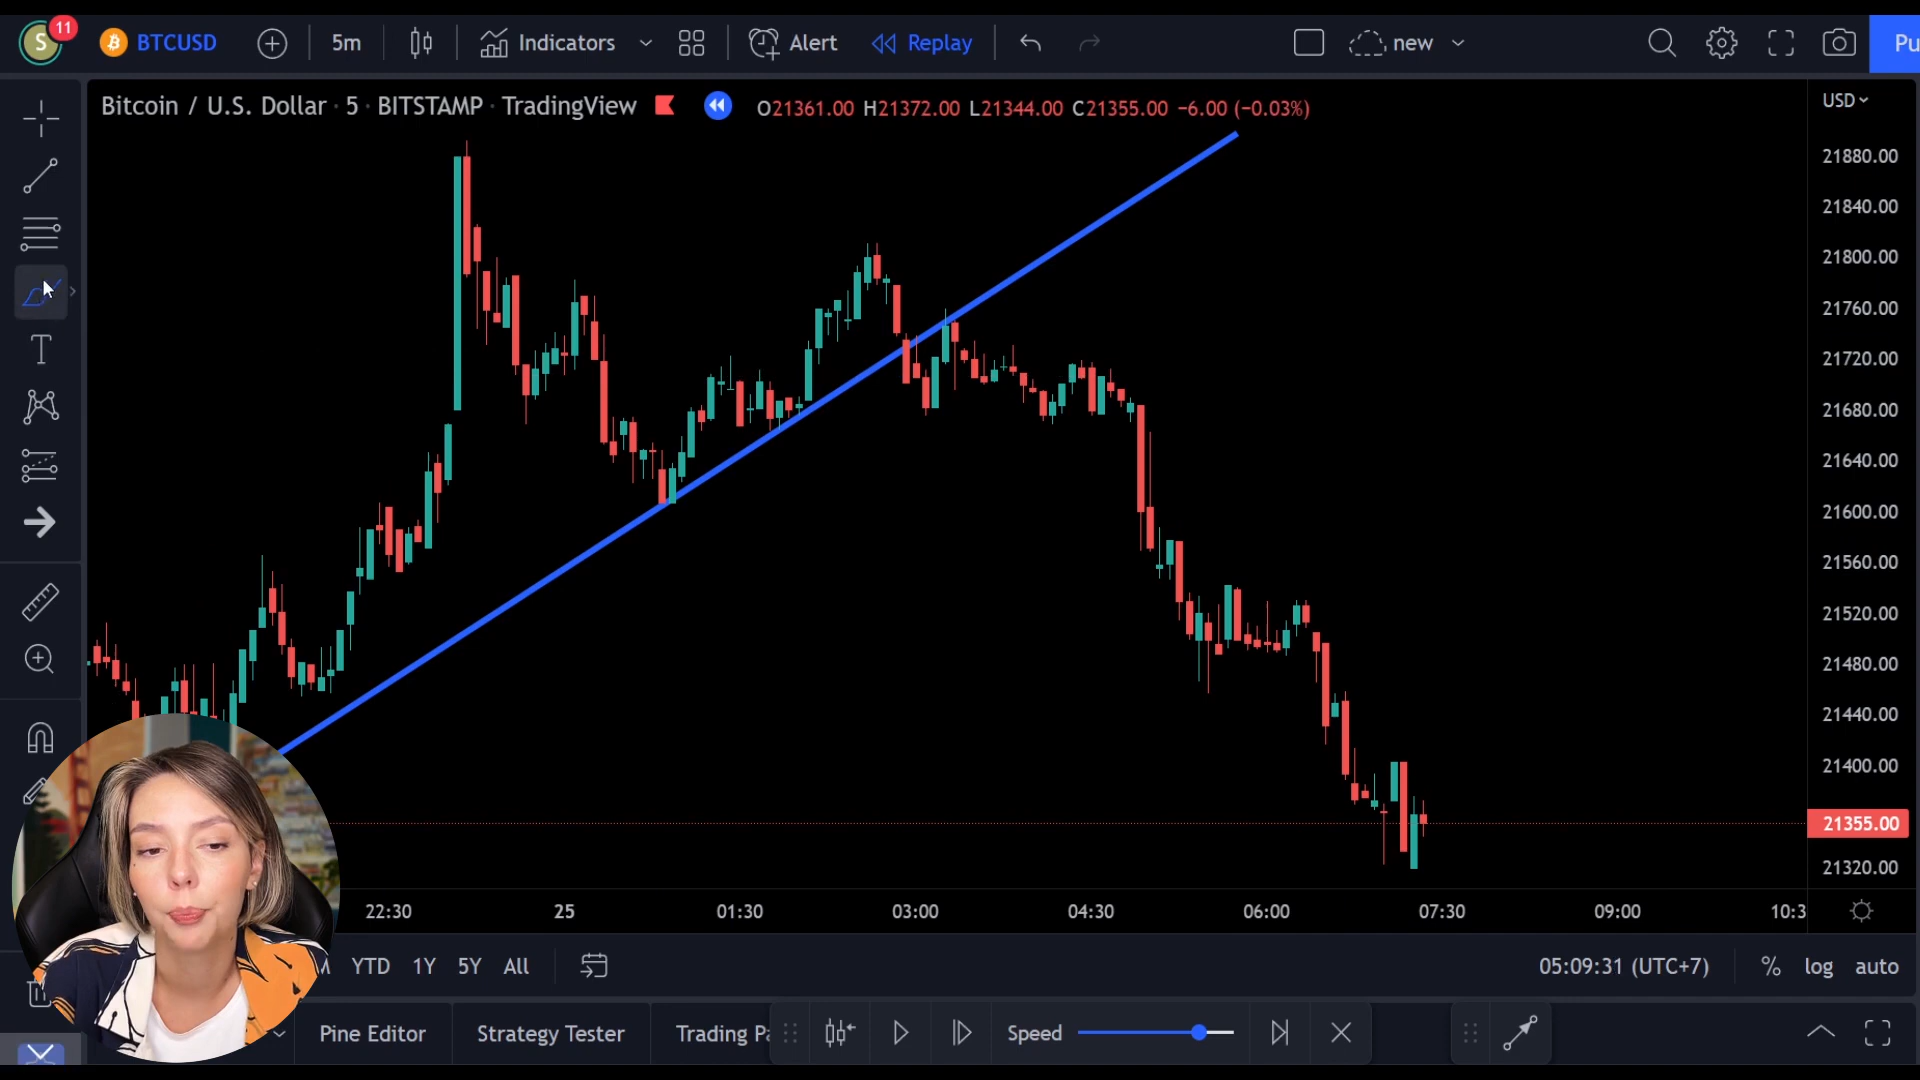 S 11 BTCUSD 5m Indicators Alert Replay new Pu
Bitcoin / U.S. Dollar · 5 · BITSTAMP · TradingView O21361.00 H21372.00 L21344.00 C21355.00 −6.00 (−0.03%)
USD
21880.00
21840.00
21800.00
21760.00
21720.00
21680.00
21640.00
21600.00
21560.00
21520.00
21480.00
21440.00
21400.00
21355.00
21320.00
22:30 25 01:30 03:00 04:30 06:00 07:30 09:00 10:3
YTD 1Y 5Y All 05:09:31 (UTC+7) % log auto
Pine Editor Strategy Tester Trading Pa Speed